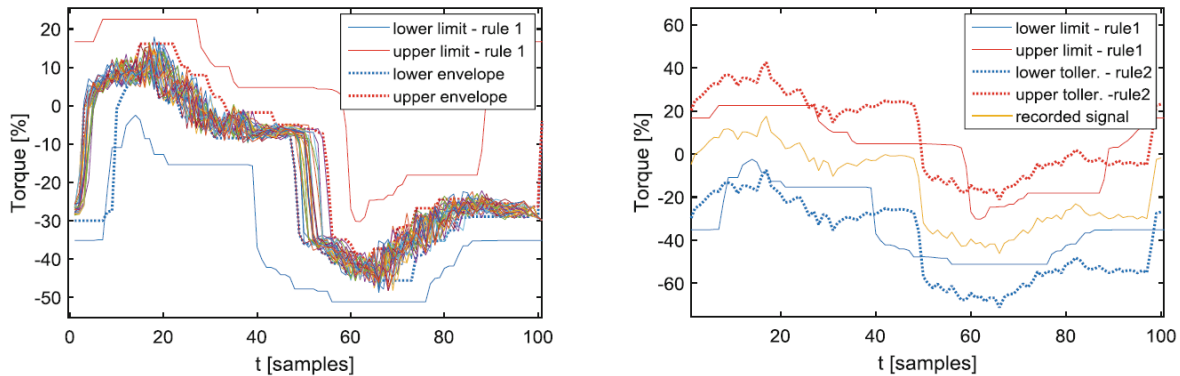 Torque [%]
20
10
0
-10
-20
-30
-40
-50
0
20
40
60
80
100
t [samples]
lower limit - rule 1
upper limit - rule 1
lower envelope
upper envelope
Torque [%]
60
40
20
0
-20
-40
-60
20
40
60
80
100
t [samples]
lower limit - rule1
upper limit - rule1
lower toller. - rule2
upper toller. -rule2
recorded signal